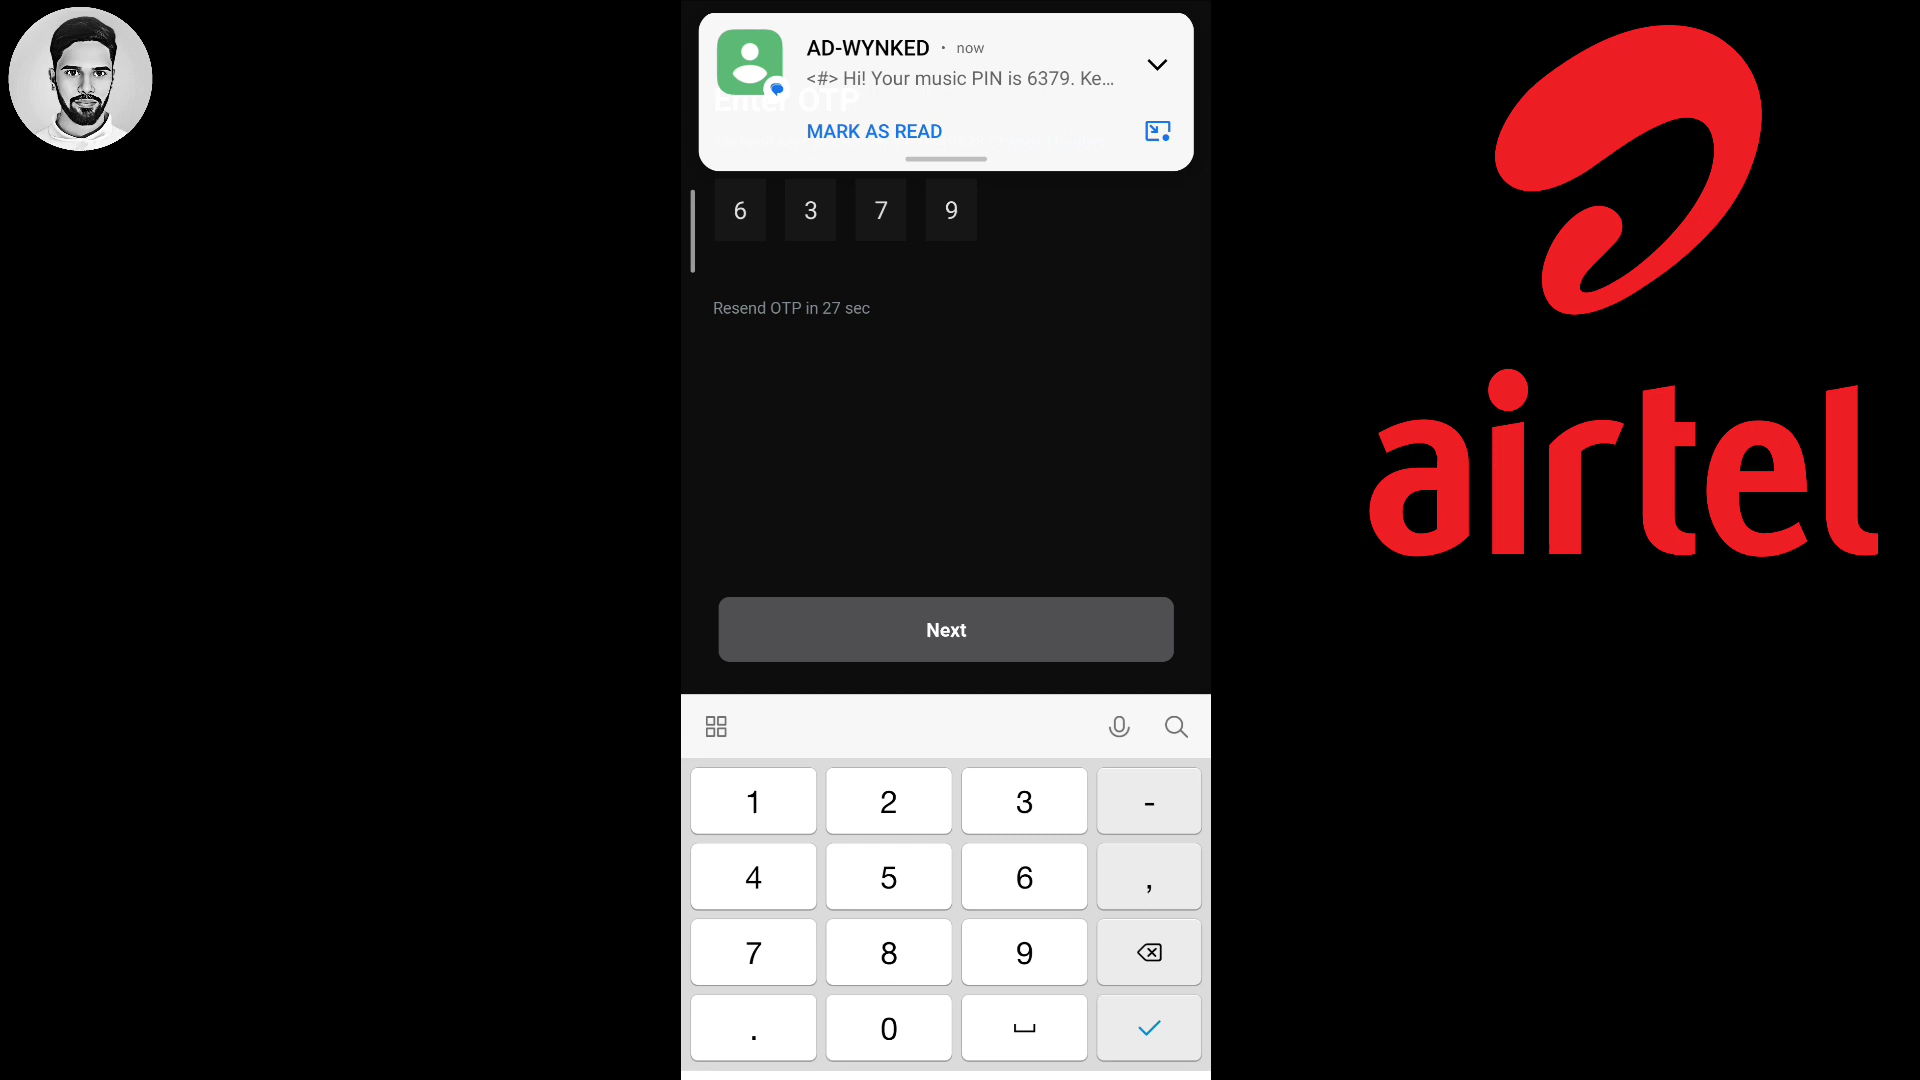 AD-WYNKED • now
<#> Hi! Your music PIN is 6379. Ke...
Enter OTP
MARK AS READ
6 3 7 9
Resend OTP in 27 sec
Next
1 2 3 -
4 5 6 ,
7 8 9
. 0
airtel